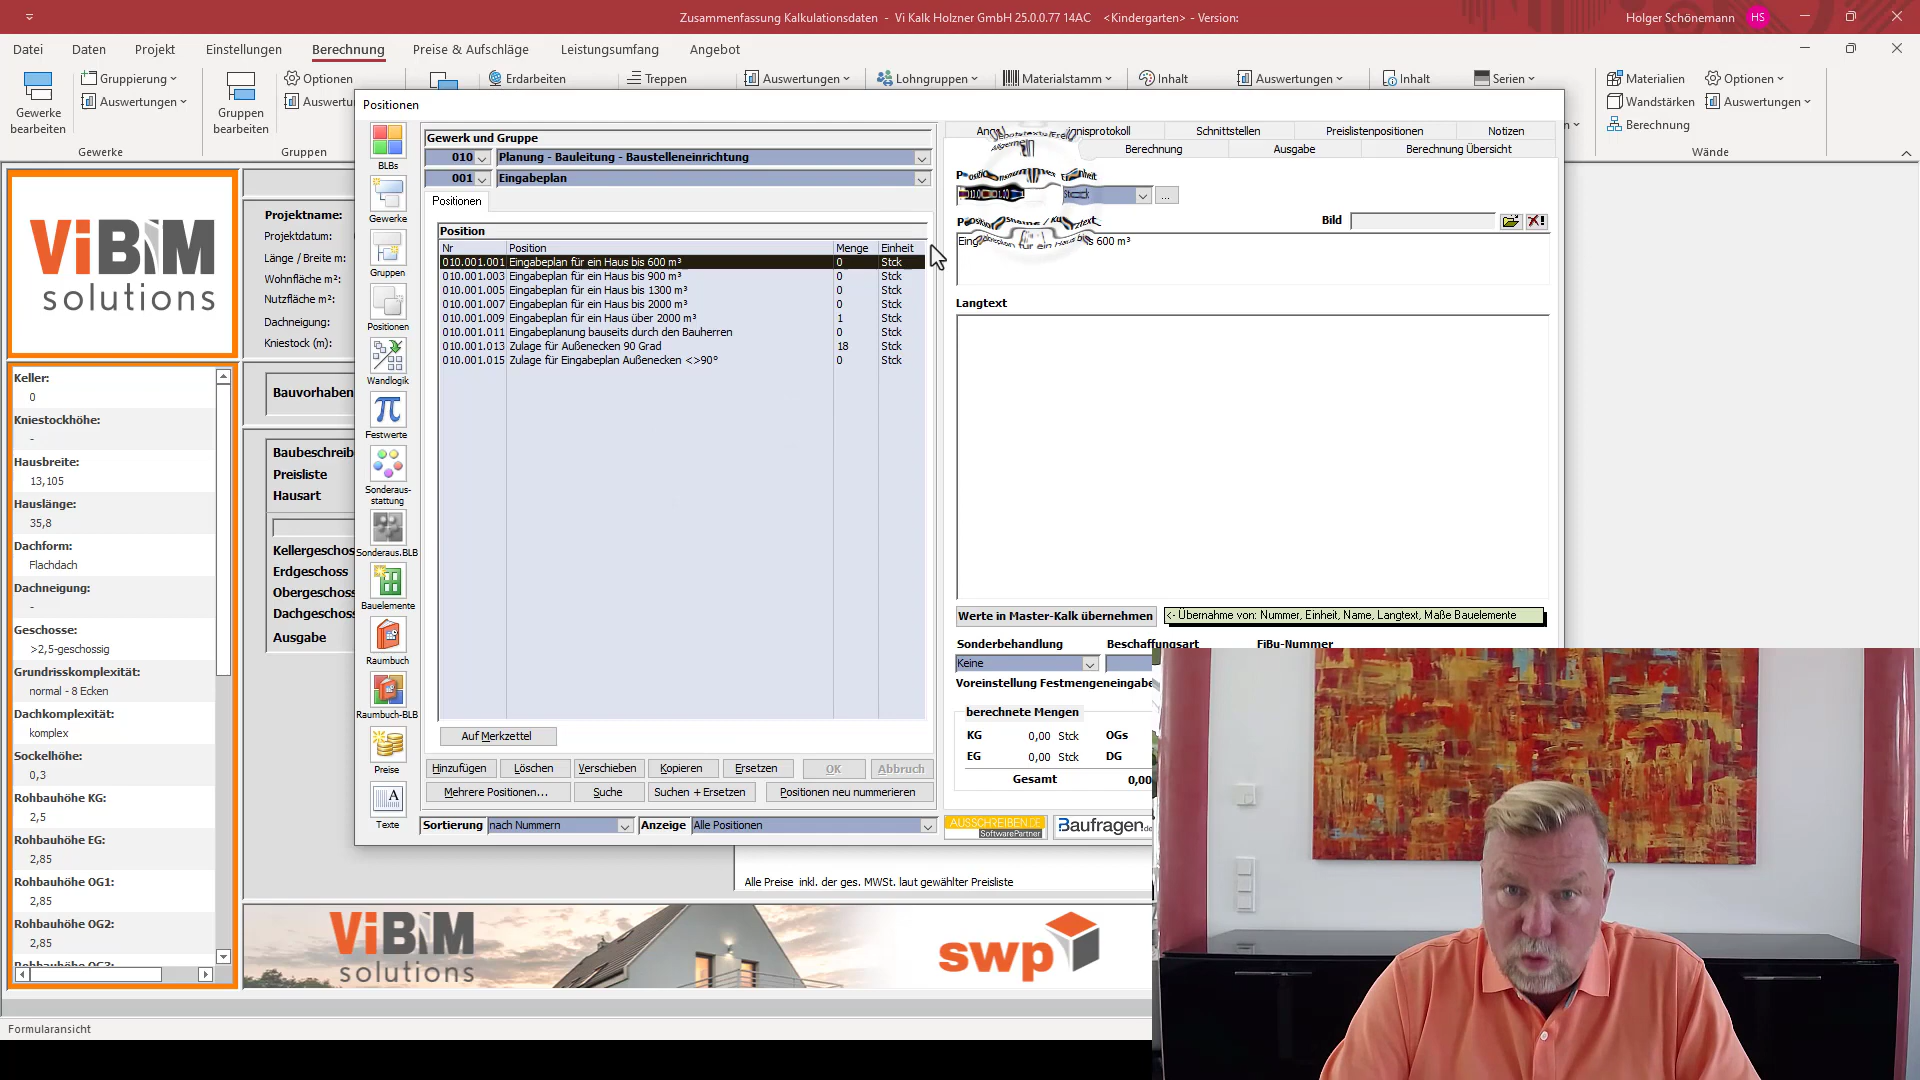 Zusammenfassung Kalkulationsdaten - Vi Kalk Holzner GmbH 25.0.0.77 14AC <Kindergarten> - Version:
Holger Schönemann HS
Datei Daten Projekt Einstellungen Berechnung Preise & Aufschläge Leistungsumfang Angebot
Gewerke bearbeiten
Gruppierung
Auswertungen
Gewerke
Gruppen bearbeiten
Optionen
Gruppen
Erdarbeiten
Treppen
Auswertungen
Lohngruppen
Materialstamm
Inhalt
Auswertungen
Inhalt
Serien
Materialien
Wandstärken
Berechnung
Optionen
Auswertungen
Wände
ViBiM
solutions
Keller:
0
Kniestockhöhe:
-
Hausbreite:
13,105
Hauslänge:
35,8
Dachform:
Flachdach
Dachneigung:
-
Geschosse:
>2,5-geschossig
Grundrisskomplexität:
normal - 8 Ecken
Dachkomplexität:
komplex
Sockelhöhe:
0,3
Rohbauhöhe KG:
2,5
Rohbauhöhe EG:
2,85
Rohbauhöhe OG1:
2,85
Rohbauhöhe OG2:
2,85
Rohbauhöhe OG3:
Projektname:
Projektdatum:
Länge / Breite m:
Wohnfläche m²:
Nutzfläche m²:
Dachneigung:
Kniestock (m):
Bauvorhaben
Baubeschreib
Preisliste
Hausart
Kellergeschos
Erdgeschoss
Obergeschoss
Dachgeschoss
Ausgabe
Positionen
BLBs
Gewerke
Gruppen
Positionen
Wandlogik
Festwerte
Sonderaus-
stattung
Sonderaus.BLB
Bauelemente
Raumbuch
Raumbuch-BLB
Preise
Texte
Gewerk und Gruppe
010 Planung - Bauleitung - Baustelleneinrichtung
001 Eingabeplan
Positionen
Position
Nr Position Menge Einheit
010.001.001 Eingabeplan für ein Haus bis 600 m³ 0 Stck
010.001.003 Eingabeplan für ein Haus bis 900 m³ 0 Stck
010.001.005 Eingabeplan für ein Haus bis 1300 m³ 0 Stck
010.001.007 Eingabeplan für ein Haus bis 2000 m³ 0 Stck
010.001.009 Eingabeplan für ein Haus über 2000 m³ 1 Stck
010.001.011 Eingabeplanung bauseits durch den Bauherren 0 Stck
010.001.013 Zulage für Außenecken 90 Grad 18 Stck
010.001.015 Zulage für Eingabeplan Außenecken <>90° 0 Stck
Auf Merkzettel
Hinzufügen Löschen Verschieben Kopieren Ersetzen OK Abbruch
Mehrere Positionen... Suche Suchen + Ersetzen Positionen neu nummerieren
Sortierung nach Nummern Anzeige Alle Positionen
Schnittstellen Preislistenpositionen Notizen
Berechnung Ausgabe Berechnung Übersicht
...
Bild
Langtext
Werte in Master-Kalk übernehmen <- Übernahme von: Nummer, Einheit, Name, Langtext, Maße Bauelemente
Sonderbehandlung Beschaffungsart FiBu-Nummer
Keine
Voreinstellung Festmengeneingabe
berechnete Mengen
KG 0,00 Stck OGs
EG 0,00 Stck DG
Gesamt 0,00
AUSSCHREIBEN.DE
SoftwarePartner
Baufragen.de
Alle Preise inkl. der ges. MWSt. laut gewählter Preisliste
ViBiM
solutions
swp
Formularansicht